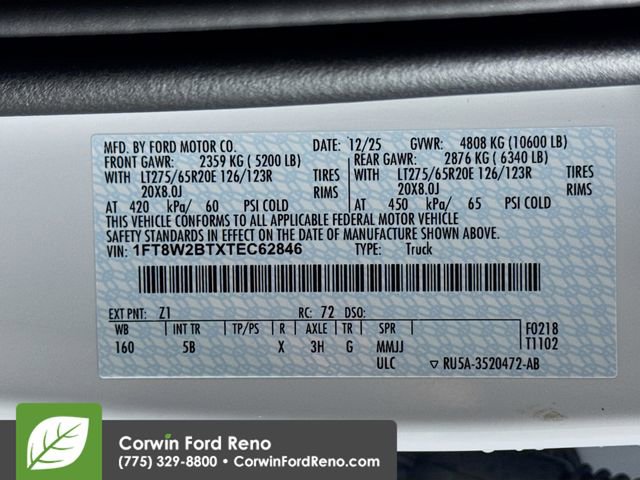 MFD. BY FORD MOTOR CO. DATE: 12/25 GVWR: 4808 KG (10600 LB)
FRONT GAWR: 2359 KG ( 5200 LB) REAR GAWR: 2876 KG ( 6340 LB)
WITH LT275/65R20E 126/123R TIRES WITH LT275/65R20E 126/123R TIRES
20X8.0J RIMS 20X8.0J RIMS
AT 420 kPa/ 60 PSI COLD AT 450 kPa/ 65 PSI COLD
THIS VEHICLE CONFORMS TO ALL APPLICABLE FEDERAL MOTOR VEHICLE
SAFETY STANDARDS IN EFFECT ON THE DATE OF MANUFACTURE SHOWN ABOVE.
VIN: 1FT8W2BTXTEC62846 TYPE: Truck
EXT PNT: Z1 RC: 72 DSO:
WB INT TR TP/PS R AXLE TR SPR F0218
160 5B X 3H G MMJJ T1102
ULC ▽ RU5A-3520472-AB
Corwin Ford Reno
(775) 329-8800 • CorwinFordReno.com